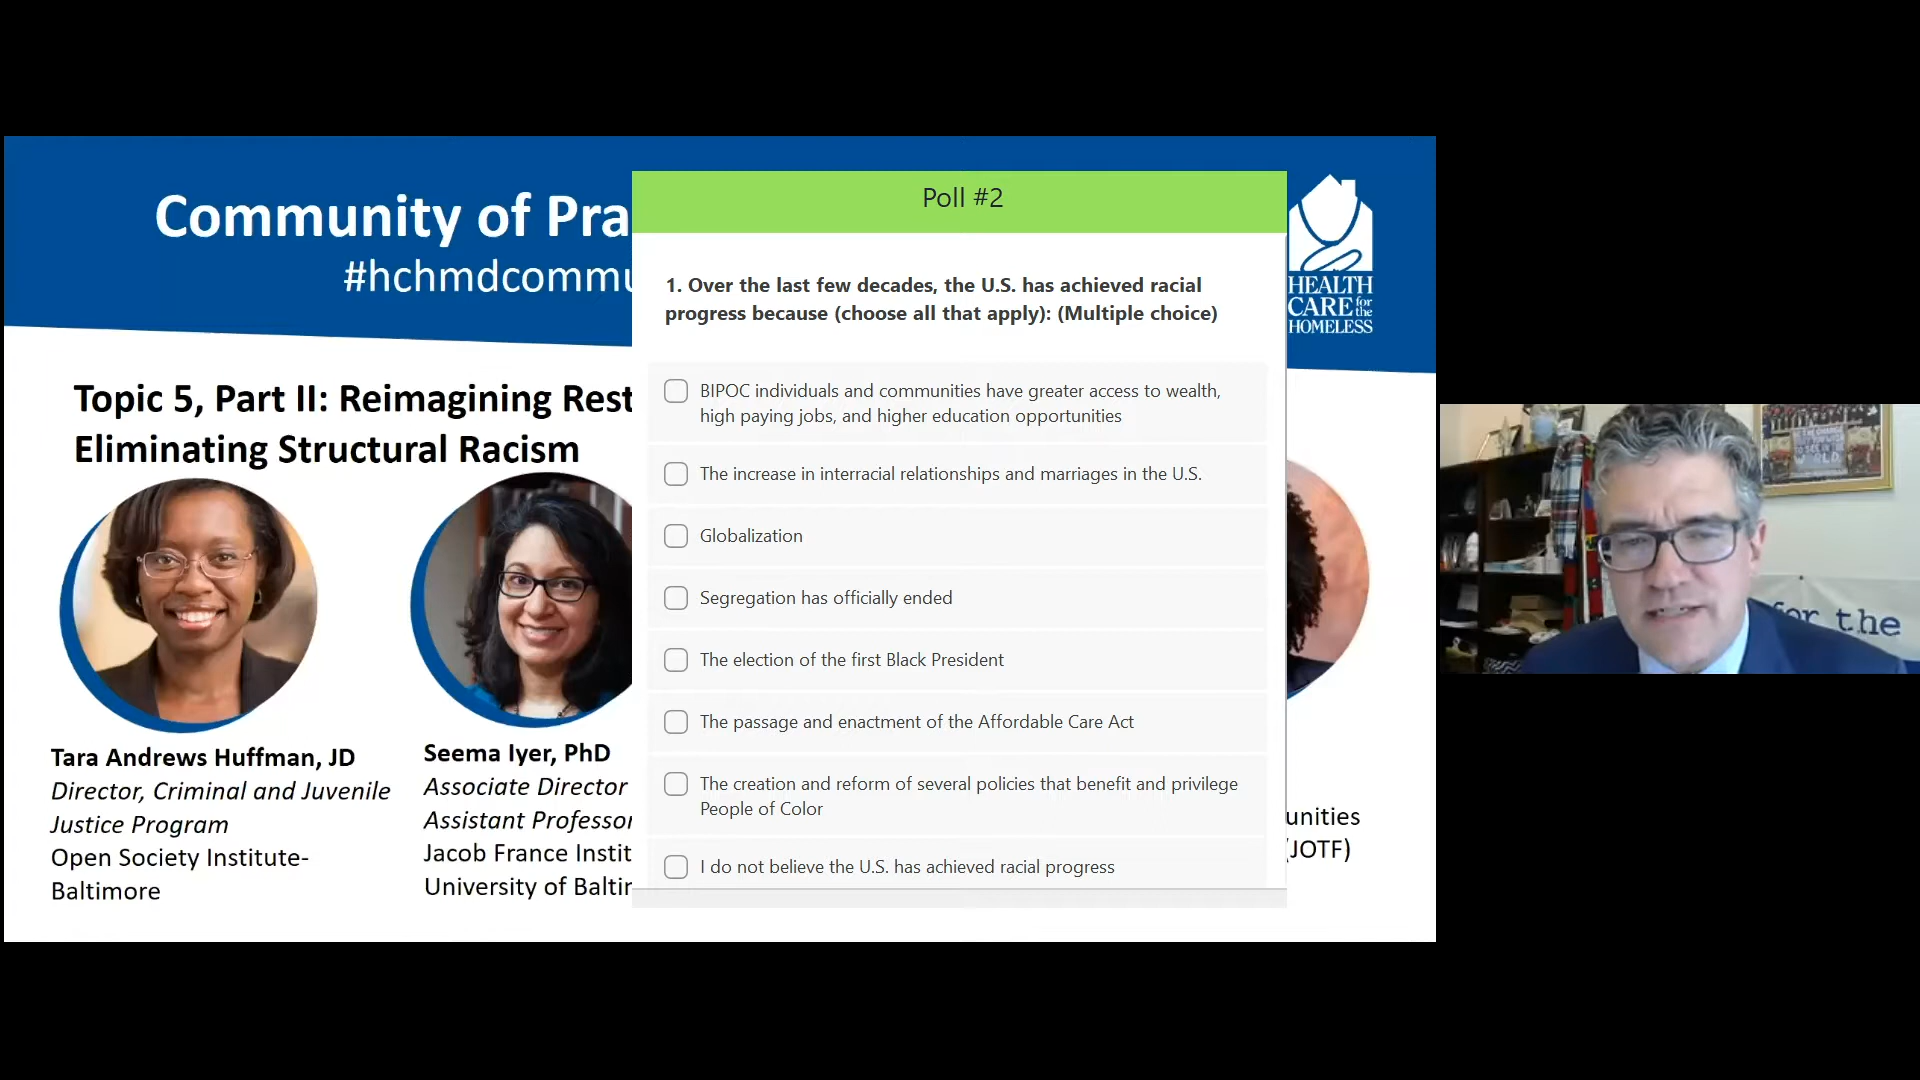 Community of Pra
#hchmdcommu
HEALTH
CARE for the
HOMELESS
Topic 5, Part II: Reimagining Rest
Eliminating Structural Racism
Tara Andrews Huffman, JD
Director, Criminal and Juvenile
Justice Program
Open Society Institute-
Baltimore
Seema Iyer, PhD
Associate Director
Assistant Professor
Jacob France Instit
University of Baltim
unities
(JOTF)
Poll #2
1. Over the last few decades, the U.S. has achieved racial
progress because (choose all that apply): (Multiple choice)
BIPOC individuals and communities have greater access to wealth,
high paying jobs, and higher education opportunities
The increase in interracial relationships and marriages in the U.S.
Globalization
Segregation has officially ended
The election of the first Black President
The passage and enactment of the Affordable Care Act
The creation and reform of several policies that benefit and privilege
People of Color
I do not believe the U.S. has achieved racial progress
WORLD
for the